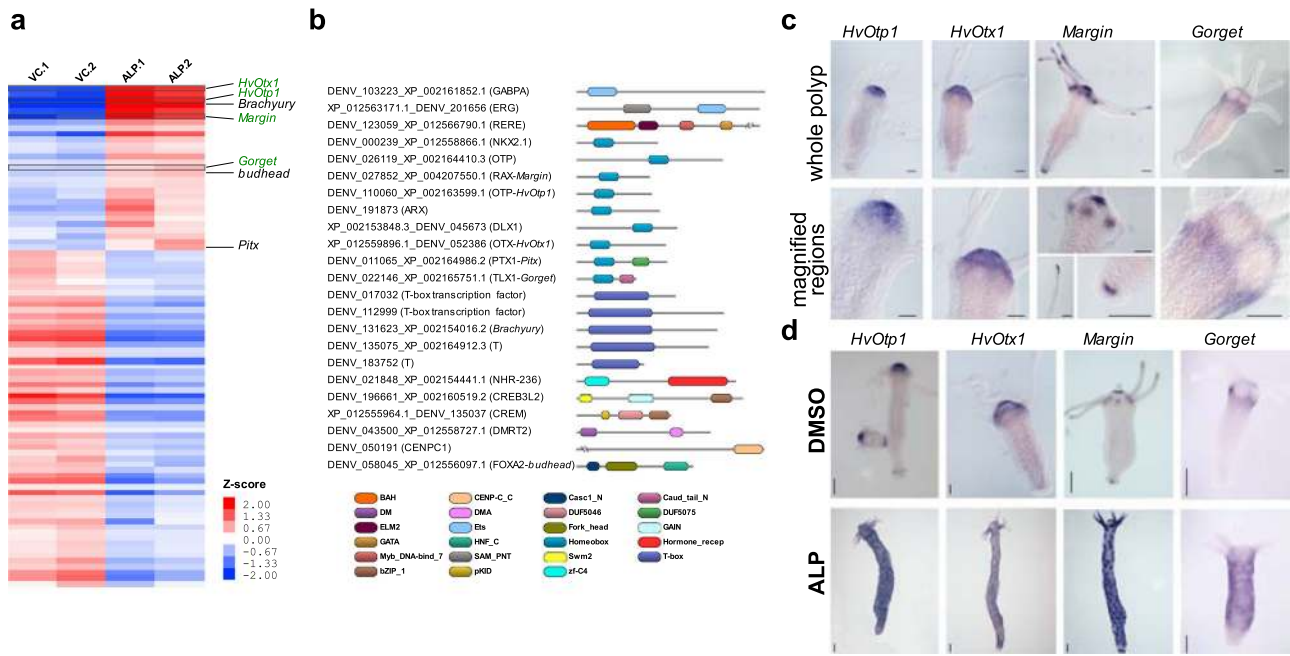 a
VC.1
VC.2
ALP.1
ALP.2
HvOtx1
HvOtp1
Brachyury
Margin
Gorget
budhead
Pitx
Z-score
2.00
1.33
0.67
0.00
-0.67
-1.33
-2.00
b
DENV_103223_XP_002161852.1 (GABPA)
XP_012563171.1_DENV_201656 (ERG)
DENV_123059_XP_012566790.1 (RERE)
DENV_000239_XP_012558866.1 (NKX2.1)
DENV_026119_XP_002164410.3 (OTP)
DENV_027852_XP_004207550.1 (RAX-Margin)
DENV_110060_XP_002163599.1 (OTP-HvOtp1)
DENV_191873 (ARX)
XP_002153848.3_DENV_045673 (DLX1)
XP_012559896.1_DENV_052386 (OTX-HvOtx1)
DENV_011065_XP_002164986.2 (PTX1-Pitx)
DENV_022146_XP_002165751.1 (TLX1-Gorget)
DENV_017032 (T-box transcription factor)
DENV_112999 (T-box transcription factor)
DENV_131623_XP_002154016.2 (Brachyury)
DENV_135075_XP_002164912.3 (T)
DENV_183752 (T)
DENV_021848_XP_002154441.1 (NHR-236)
DENV_196661_XP_002160519.2 (CREB3L2)
XP_012555964.1_DENV_135037 (CREM)
DENV_043500_XP_012558727.1 (DMRT2)
DENV_050191 (CENPC1)
DENV_058045_XP_012556097.1 (FOXA2-budhead)
BAH
CENP-C_C
Casc1_N
Caud_tail_N
DM
DMA
DUF5046
DUF5075
ELM2
Ets
Fork_head
GAIN
GATA
HNF_C
Homeobox
Hormone_recep
Myb_DNA-bind_7
SAM_PNT
Swm2
T-box
bZIP_1
pKID
zf-C4
c
HvOtp1
HvOtx1
Margin
Gorget
whole polyp
magnified
regions
d
HvOtp1
HvOtx1
Margin
Gorget
DMSO
ALP